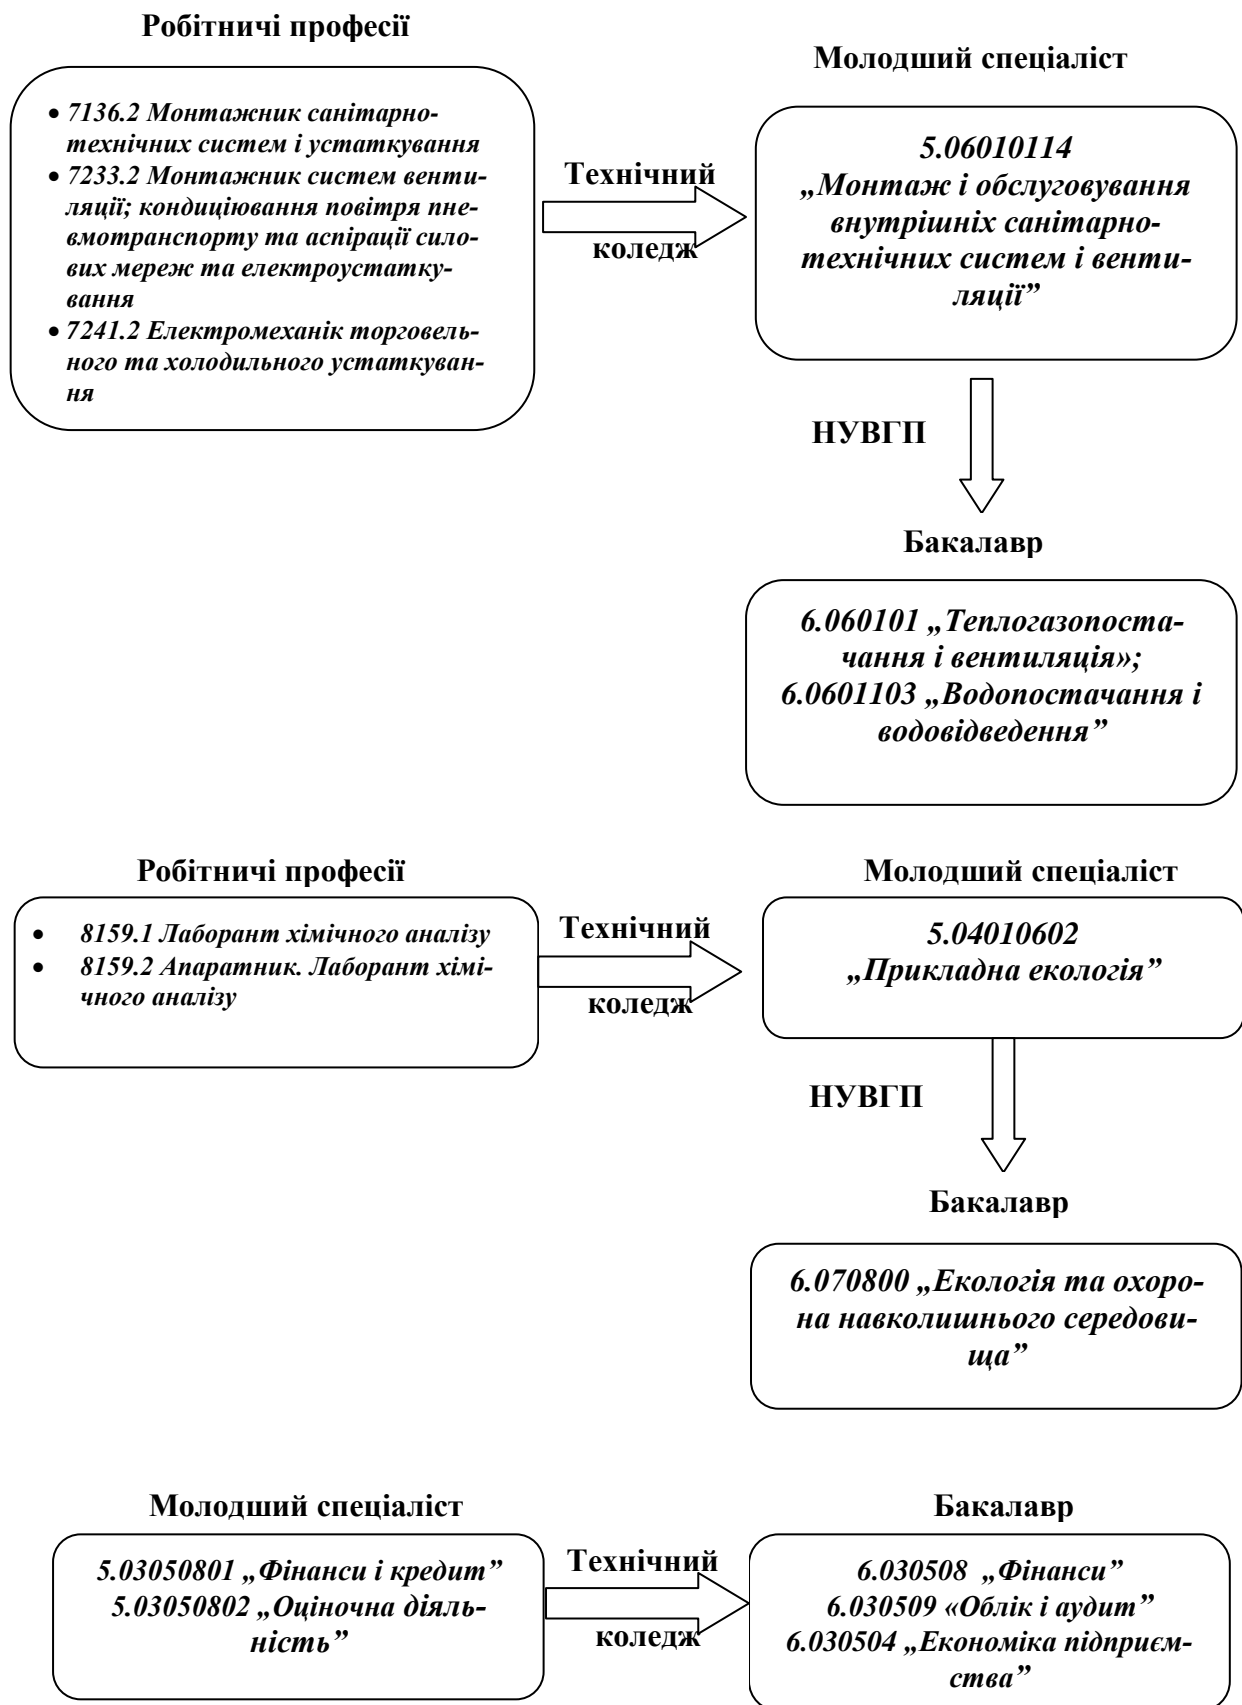 Робітничі професії
• 7136.2 Монтажник санітарно-
технічних систем і устаткування
• 7233.2 Монтажник систем венти-
ляції; кондиціювання повітря пне-
вмотранспорту та аспірації сило-
вих мереж та електроустатку-
вання
• 7241.2 Електромеханік торговель-
ного та холодильного устаткуван-
ня
Технічний
коледж
Молодший спеціаліст
5.06010114
„Монтаж і обслуговування
внутрішніх санітарно-
технічних систем і венти-
ляції”
НУВГП
Бакалавр
6.060101 „Теплогазопоста-
чання і вентиляція»;
6.0601103 „Водопостачання і
водовідведення”
Робітничі професії
• 8159.1 Лаборант хімічного аналізу
• 8159.2 Апаратник. Лаборант хімі-
чного аналізу
Технічний
коледж
Молодший спеціаліст
5.04010602
„Прикладна екологія”
НУВГП
Бакалавр
6.070800 „Екологія та охоро-
на навколишнього середови-
ща”
Молодший спеціаліст
5.03050801 „Фінанси і кредит”
5.03050802 „Оціночна діяль-
ність”
Технічний
коледж
Бакалавр
6.030508 „Фінанси”
6.030509 «Облік і аудит”
6.030504 „Економіка підприєм-
ства”